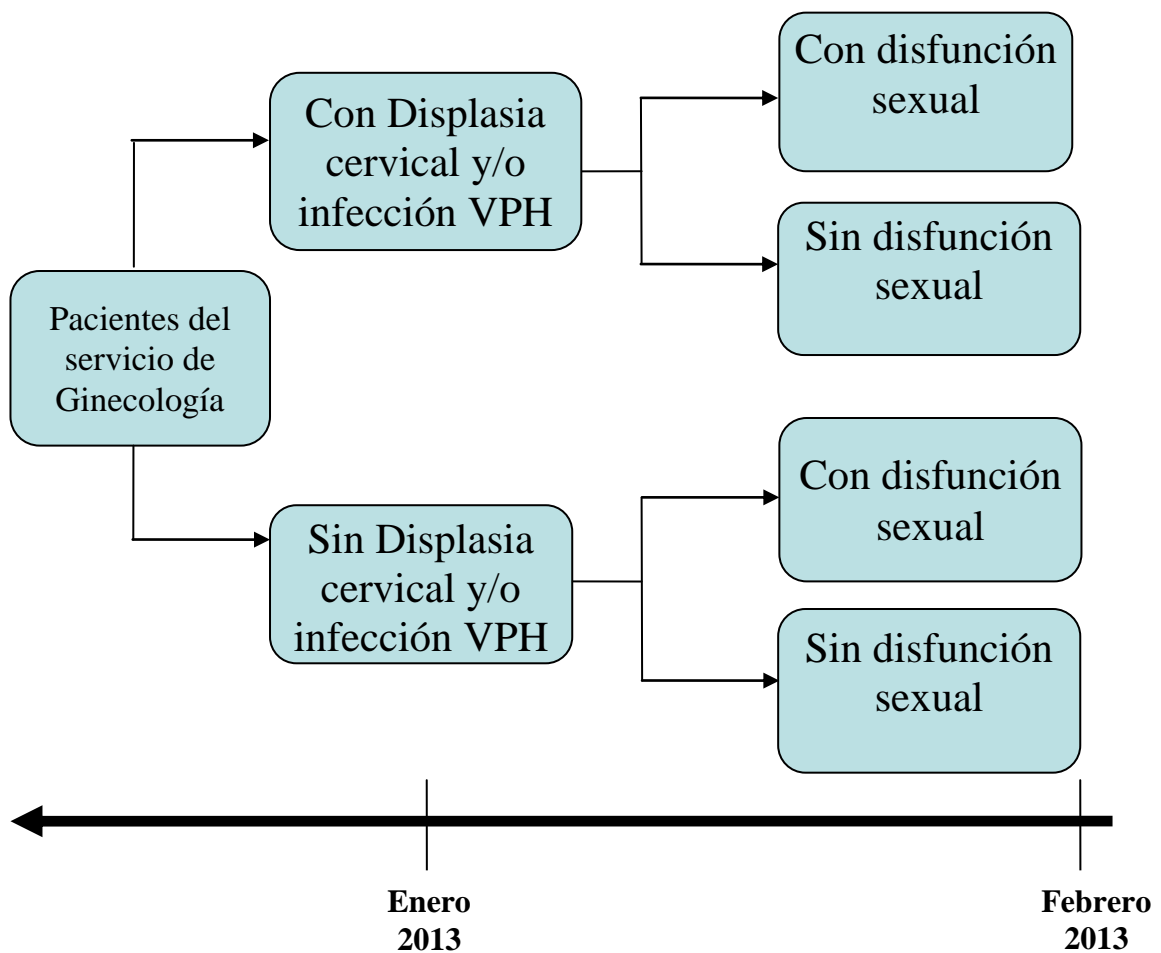 Pacientes del
servicio de
Ginecología
Con Displasia
cervical y/o
infección VPH
Con disfunción
sexual
Sin disfunción
sexual
Sin Displasia
cervical y/o
infección VPH
Con disfunción
sexual
Sin disfunción
sexual
Enero
2013
Febrero
2013